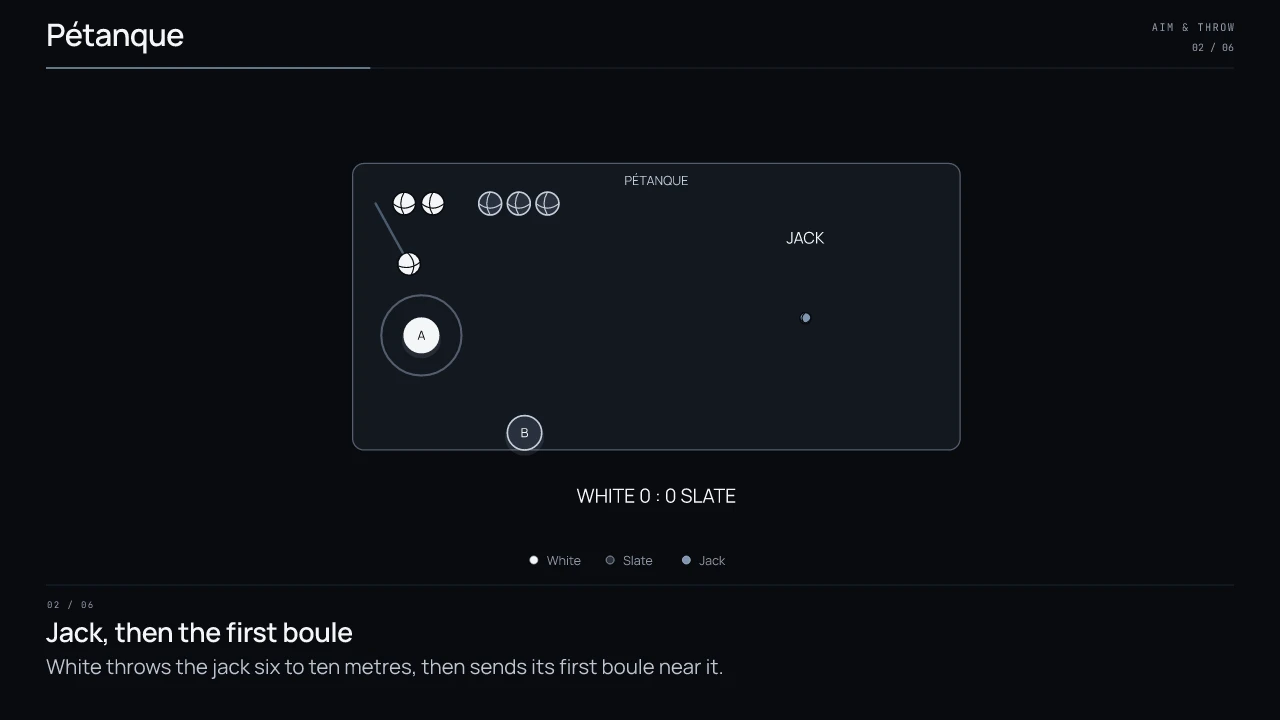 Pétanque
AIM & THROW
02 / 06
PÉTANQUE
JACK
A
B
WHITE 0 : 0 SLATE
White
Slate
Jack
02 / 06
Jack, then the first boule
White throws the jack six to ten metres, then sends its first boule near it.